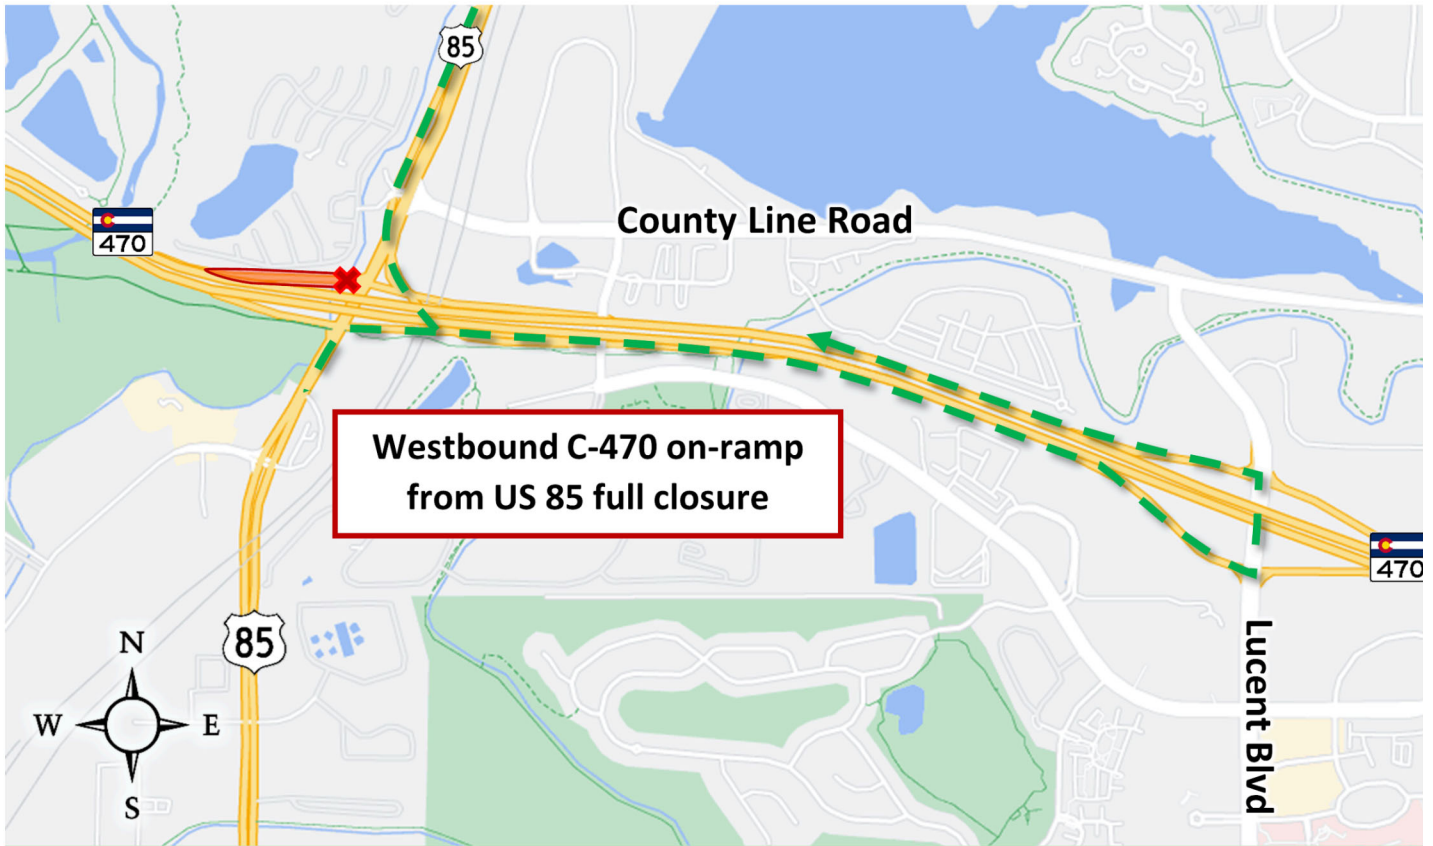 85
County Line Road
470
Westbound C-470 on-ramp
from US 85 full closure
470
85
N
W
E
S
Lucent Blvd